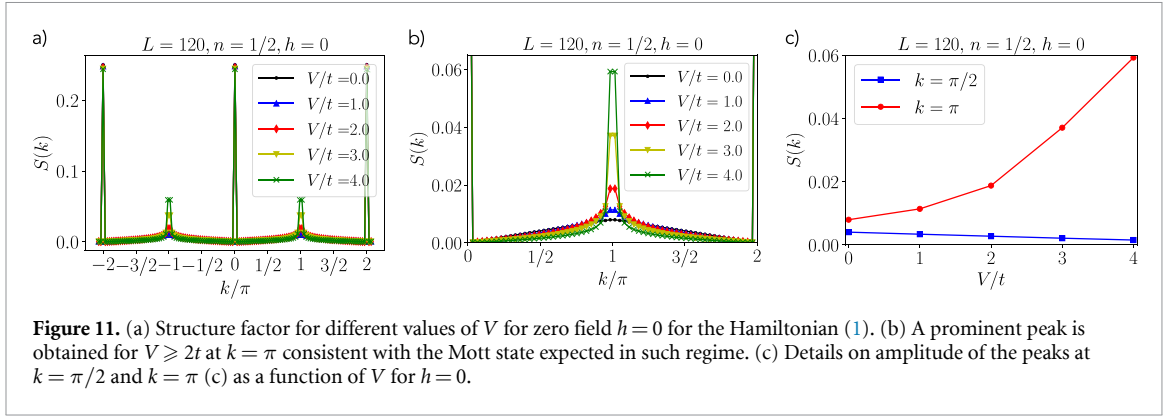 a)
L = 120, n = 1/2, h = 0
S(k)
0.2
0.1
0.0
V/t =0.0
V/t =1.0
V/t =2.0
V/t =3.0
V/t =4.0
−2 −3/2 −1 −1/2 0 1/2 1 3/2 2
k/π
b)
L = 120, n = 1/2, h = 0
S(k)
0.06
0.04
0.02
0.00
V/t = 0.0
V/t = 1.0
V/t = 2.0
V/t = 3.0
V/t = 4.0
0 1/2 1 3/2 2
k/π
c)
L = 120, n = 1/2, h = 0
S(k)
0.06
0.04
0.02
0.00
k = π/2
k = π
0 1 2 3 4
V/t
Figure 11. (a) Structure factor for different values of V for zero field h = 0 for the Hamiltonian (1). (b) A prominent peak is
obtained for V ⩾ 2t at k = π consistent with the Mott state expected in such regime. (c) Details on amplitude of the peaks at
k = π/2 and k = π (c) as a function of V for h = 0.